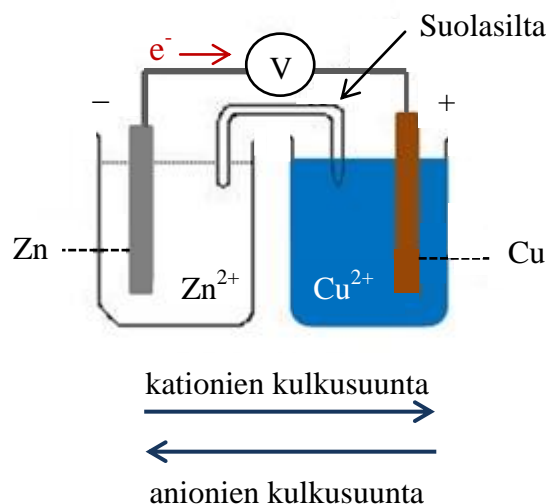 Suolasilta
e⁻
V
−
+
Zn
Cu
Zn²⁺
Cu²⁺
kationien kulkusuunta
anionien kulkusuunta